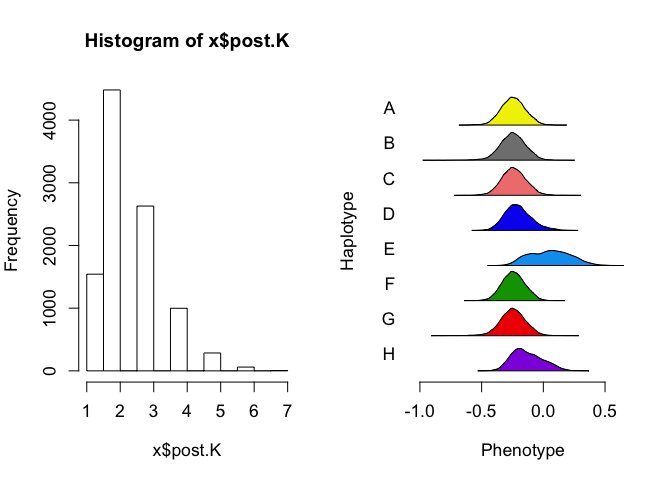 Histogram of x$post.K
Frequency
0
1000
2000
3000
4000
1 2 3 4 5 6 7
x$post.K
Haplotype
A
B
C
D
E
F
G
H
-1.0 -0.5 0.0 0.5
Phenotype